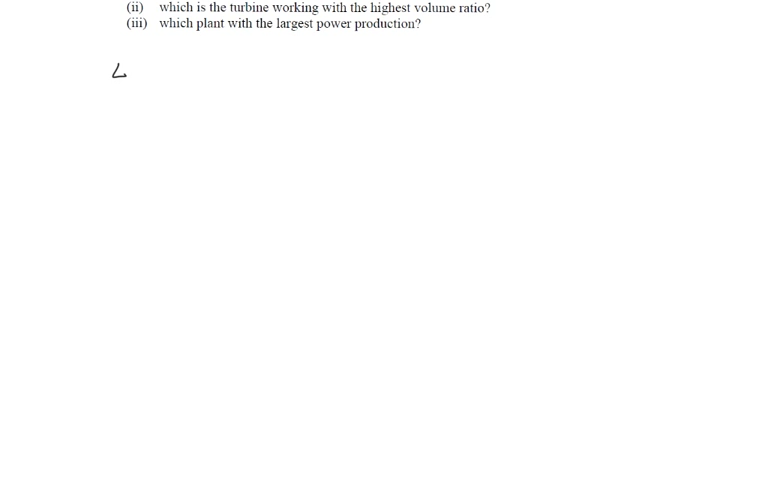 (ii) which is the turbine working with the highest volume ratio?
(iii) which plant with the largest power production?